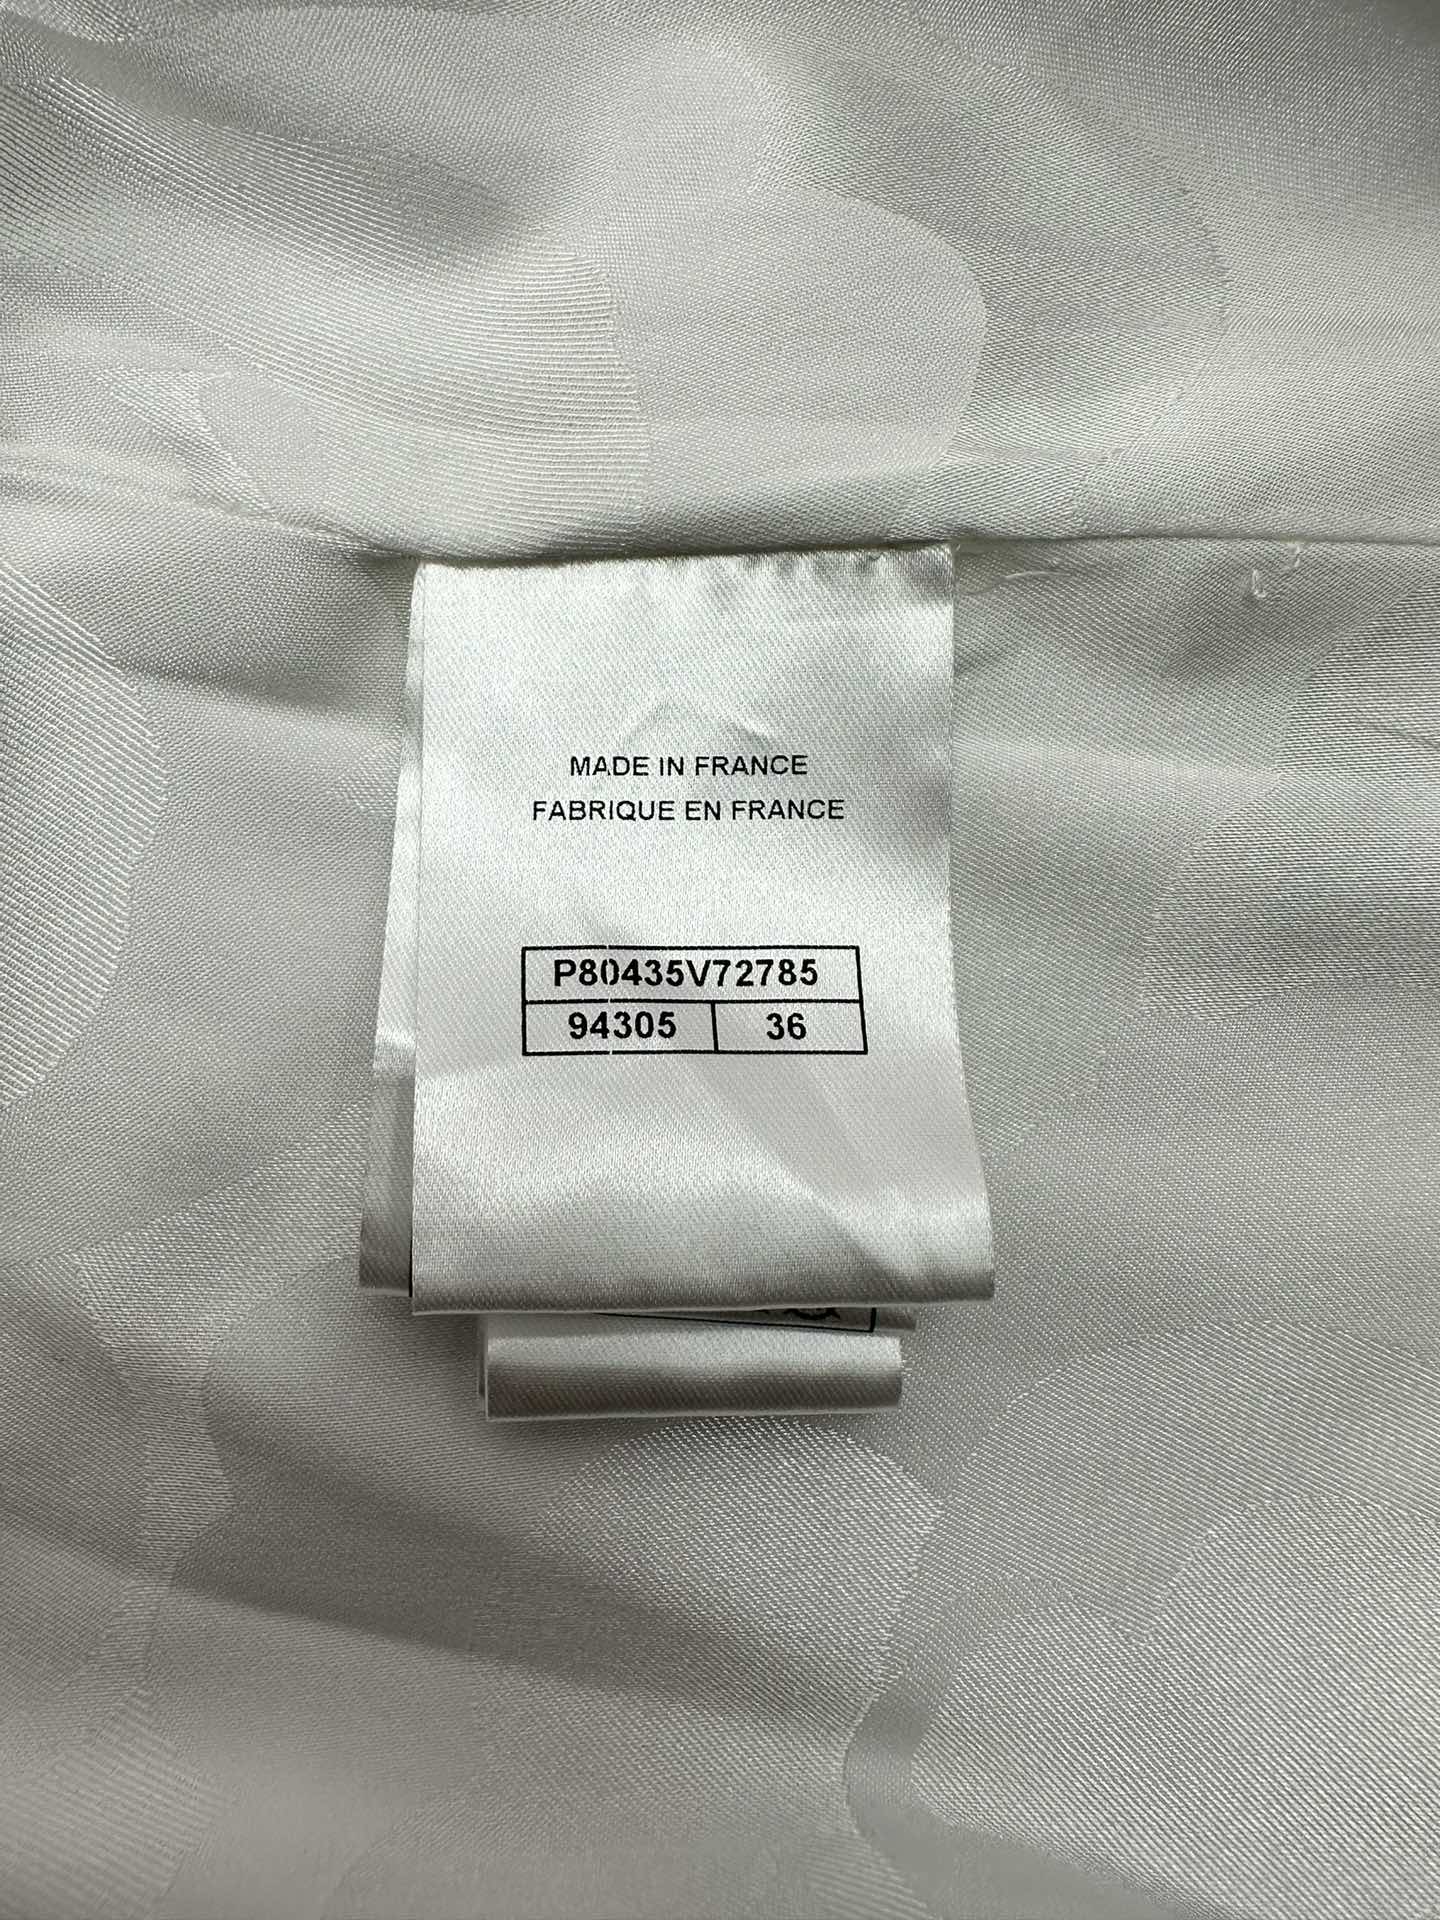 MADE IN FRANCE
FABRIQUE EN FRANCE
P80435V72785
94305 36